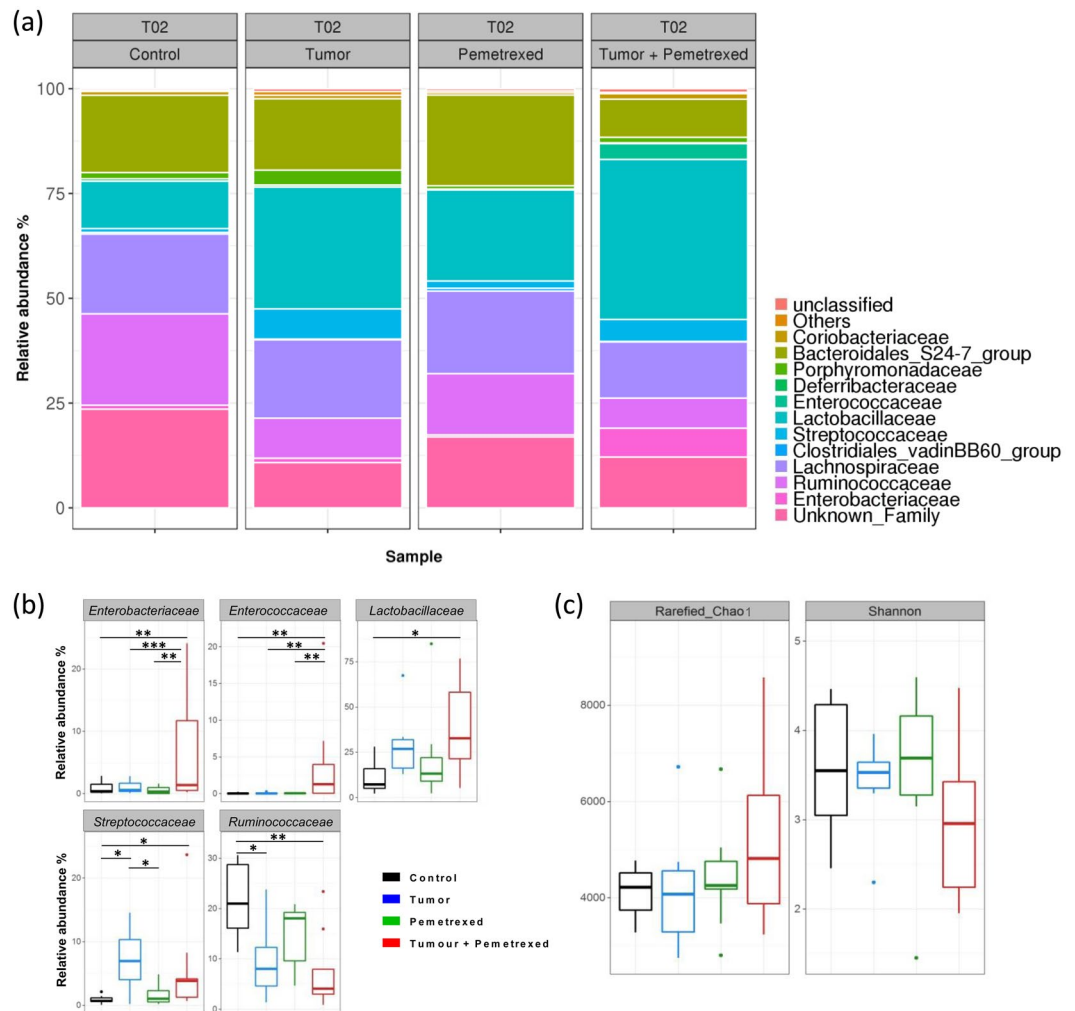 (a)
T02 T02 T02 T02
Control Tumor Pemetrexed Tumor + Pemetrexed
Relative abundance %
100
75
50
25
0
Sample
unclassified
Others
Coriobacteriaceae
Bacteroidales_S24-7_group
Porphyromonadaceae
Deferribacteraceae
Enterococcaceae
Lactobacillaceae
Streptococcaceae
Clostridiales_vadinBB60_group
Lachnospiraceae
Ruminococcaceae
Enterobacteriaceae
Unknown_Family
(b)
Enterobacteriaceae Enterococcaceae Lactobacillaceae
Relative abundance %
20
10
0
**
***
**
20
15
10
5
0
**
**
**
75
50
25
0
*
Streptococcaceae Ruminococcaceae
Relative abundance %
20
10
0
*
* *
30
20
10
0
**
*
Control
Tumor
Pemetrexed
Tumour + Pemetrexed
(c)
Rarefied_Chao1 Shannon
8000
6000
4000
5
4
3
2